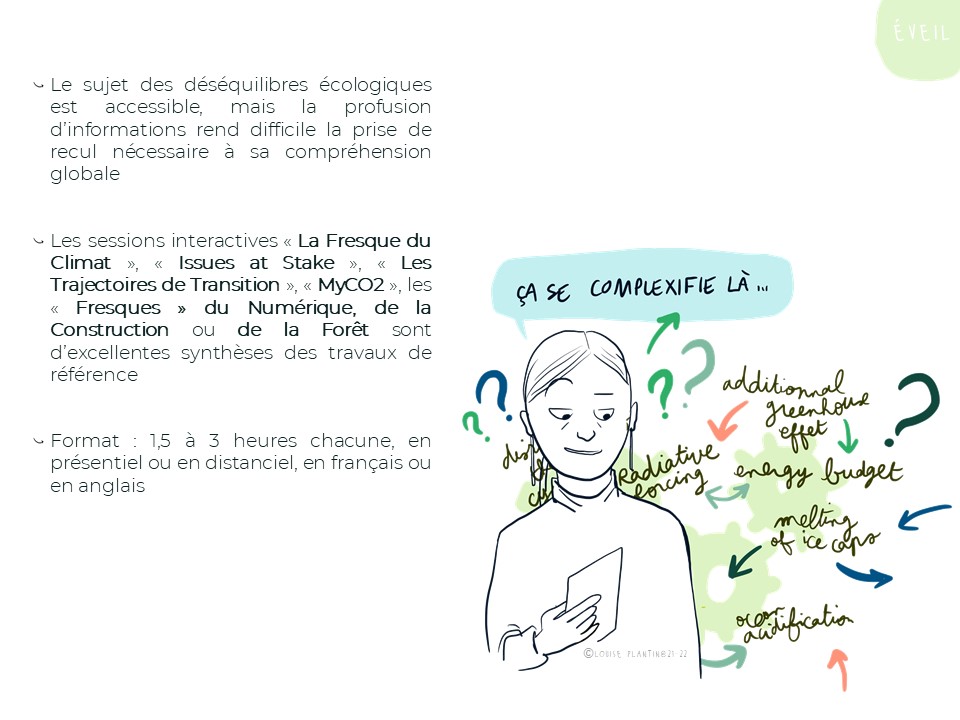 ÉVEIL
Le sujet des déséquilibres écologiques
est accessible, mais la profusion
d'informations rend difficile la prise de
recul nécessaire à sa compréhension
globale
Les sessions interactives « La Fresque du
Climat », « Issues at Stake », « Les
Trajectoires de Transition », « MyCO2 », les
« Fresques » du Numérique, de la
Construction ou de la Forêt sont
d'excellentes synthèses des travaux de
référence
Format : 1,5 à 3 heures chacune, en
présentiel ou en distanciel, en français ou
en anglais
ÇA SE COMPLEXIFIE LÀ...
? ? ? ? ? ?
additionnal
greenhouse
effet
Radiative
forcing
energy budget
melting
of ice caps
ocean
acidification
©LOUISE PLANTIN@21-22